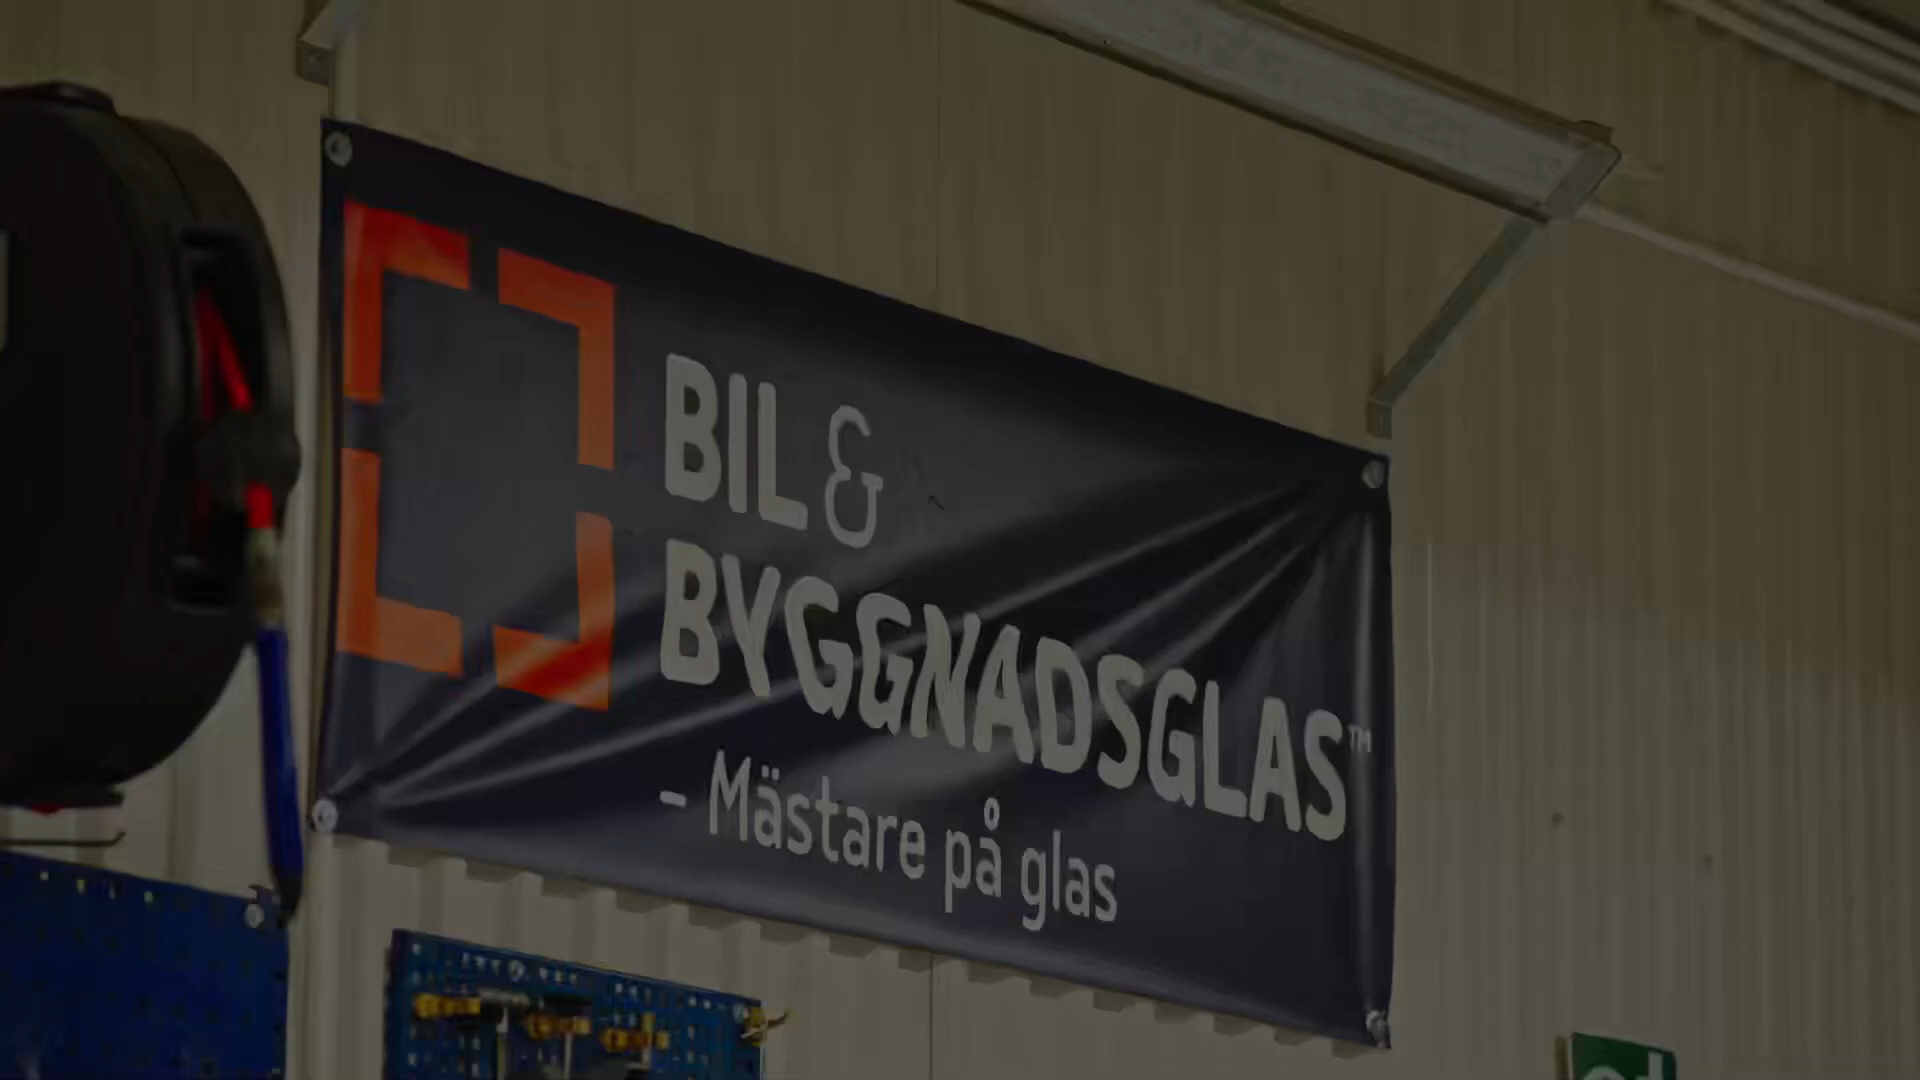 BIL &
BYGGNADSGLAS™
– Mästare på glas